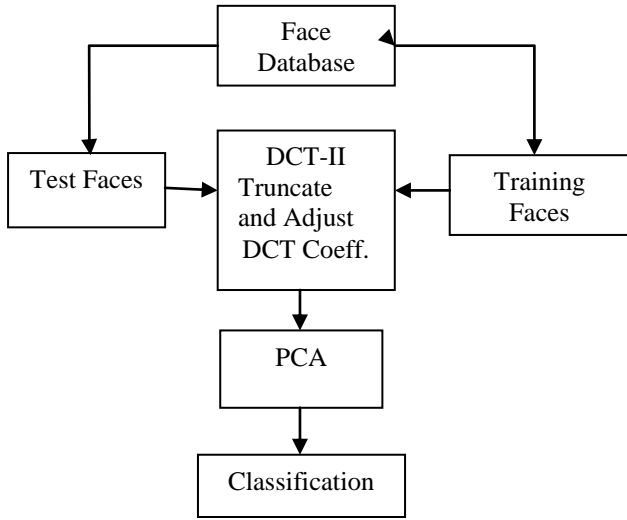 Face
Database
Test Faces
DCT-II
Truncate
and Adjust
DCT Coeff.
Training
Faces
PCA
Classification